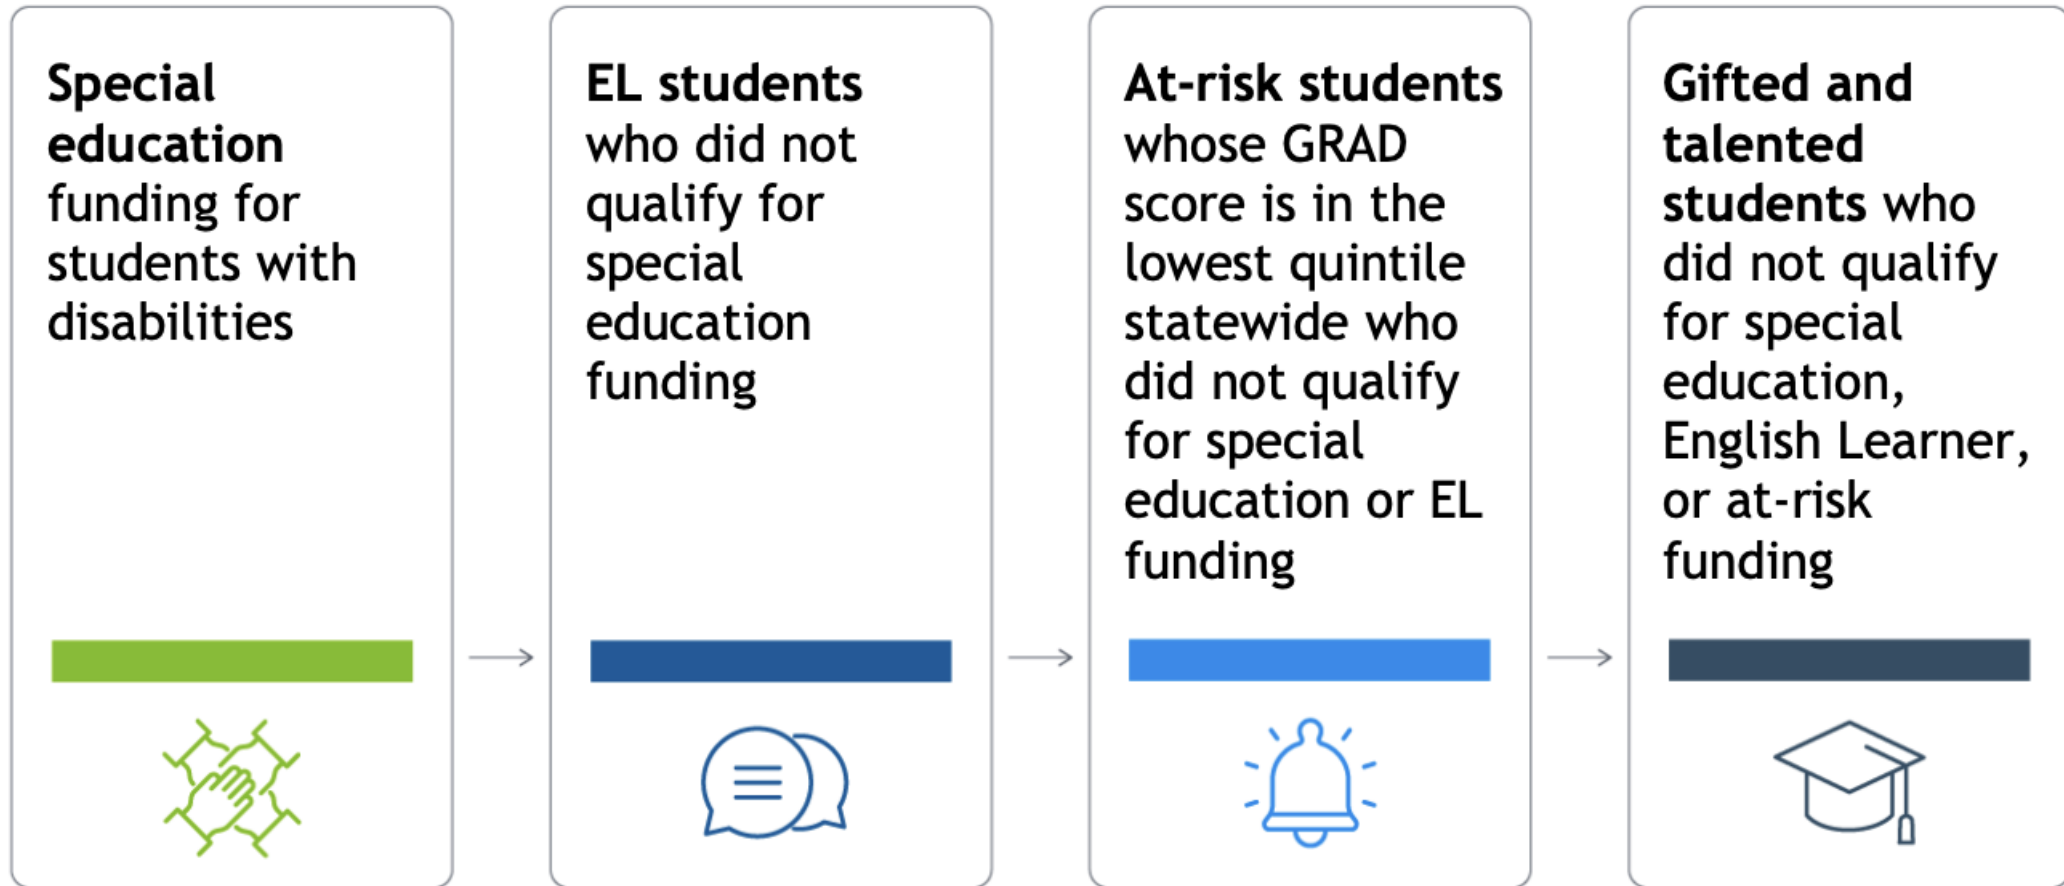 Special
education
funding for
students with
disabilities
EL students
who did not
qualify for
special
education
funding
At-risk students
whose GRAD
score is in the
lowest quintile
statewide who
did not qualify
for special
education or EL
funding
Gifted and
talented
students who
did not qualify
for special
education,
English Learner,
or at-risk
funding